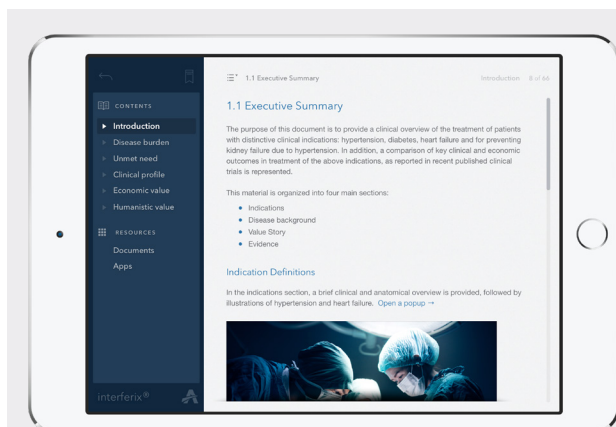 CONTENTS
Introduction
Disease burden
Unmet need
Clinical profile
Economic value
Humanistic value
RESOURCES
Documents
Apps
interferix®
1.1 Executive Summary
Introduction 8 of 66
1.1 Executive Summary
The purpose of this document is to provide a clinical overview of the treatment of patients
with distinctive clinical indications: hypertension, diabetes, heart failure and for preventing
kidney failure due to hypertension. In addition, a comparison of key clinical and economic
outcomes in treatment of the above indications, as reported in recent published clinical
trials is represented.
This material is organized into four main sections:
Indications
Disease background
Value Story
Evidence
Indication Definitions
In the indications section, a brief clinical and anatomical overview is provided, followed by
illustrations of hypertension and heart failure. Open a popup →